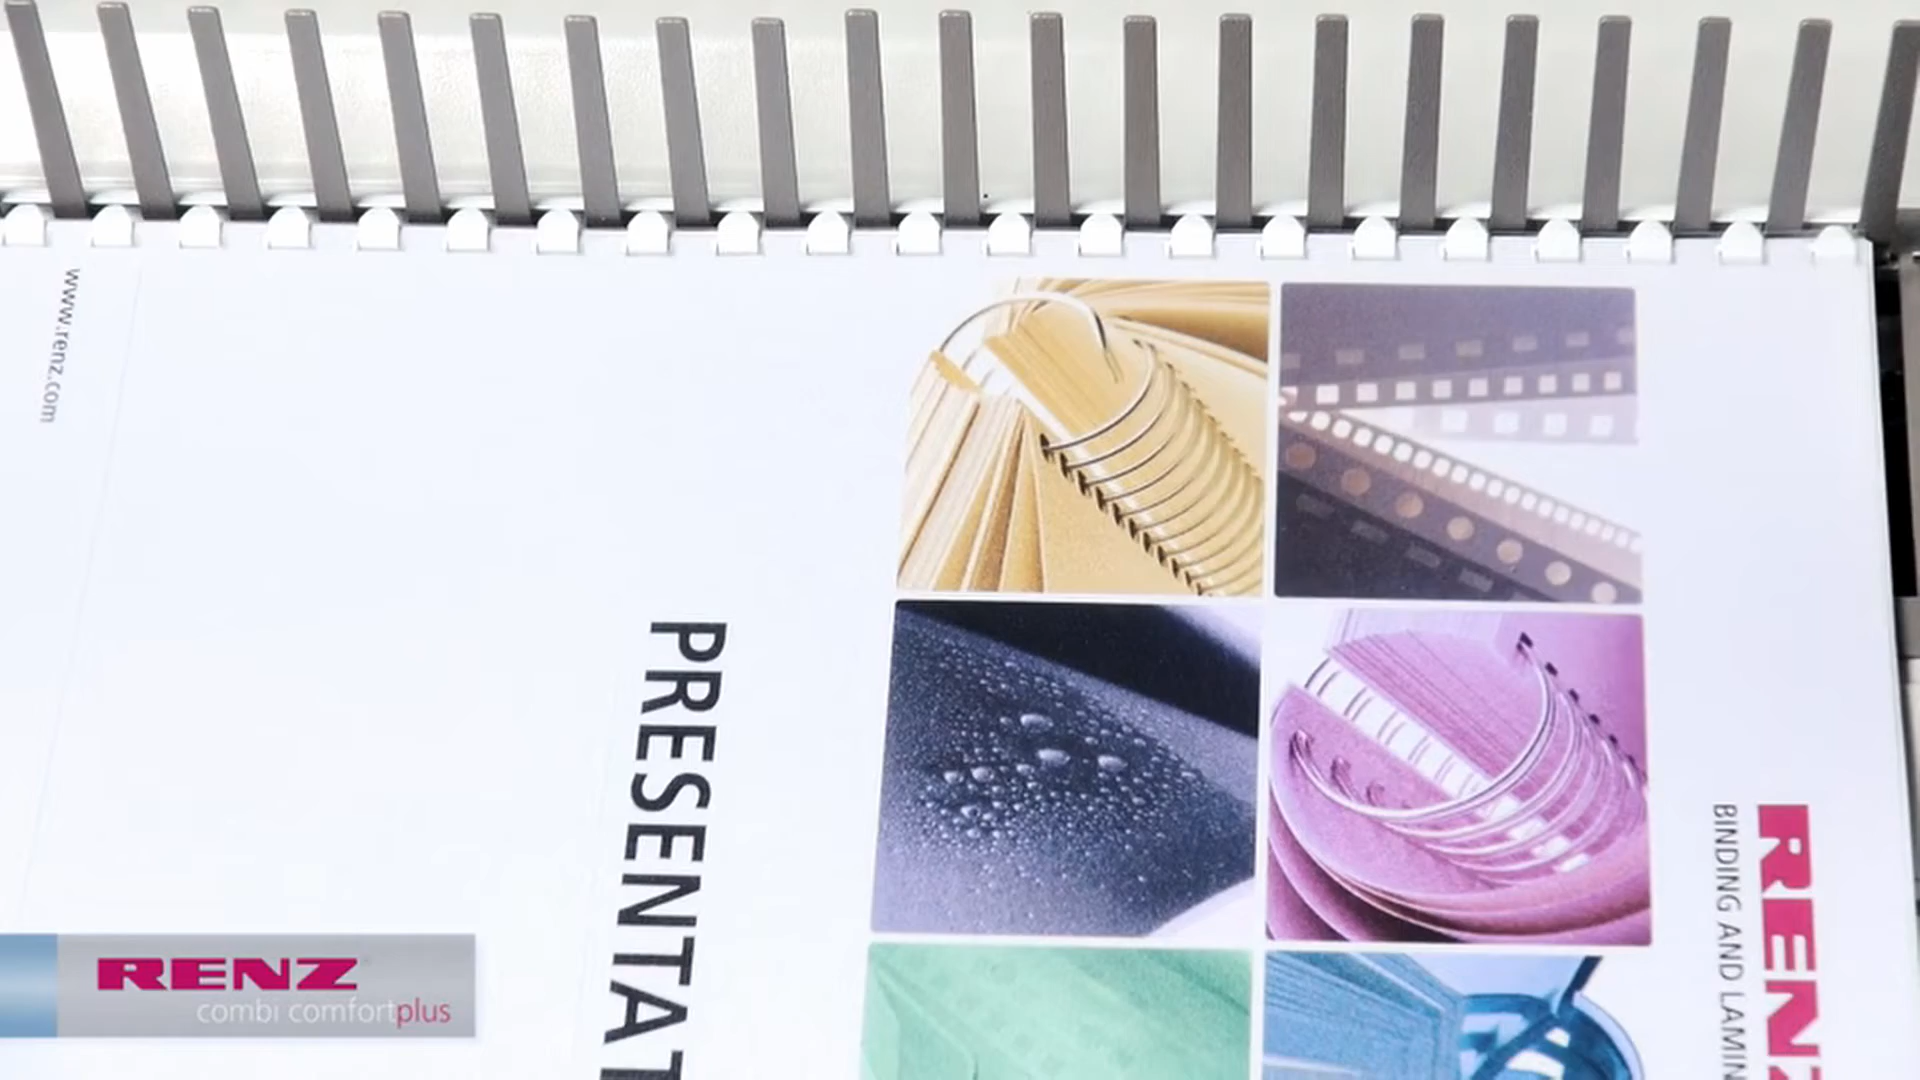 www.renz.com
PRESENTAT
RENZ
BINDING AND LAMIN
RENZ
combi comfortplus